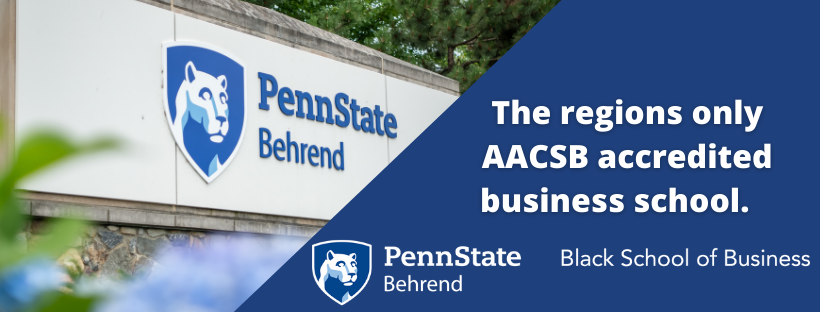 PennState
Behrend
The regions only
AACSB accredited
business school.
PennState
Behrend
Black School of Business